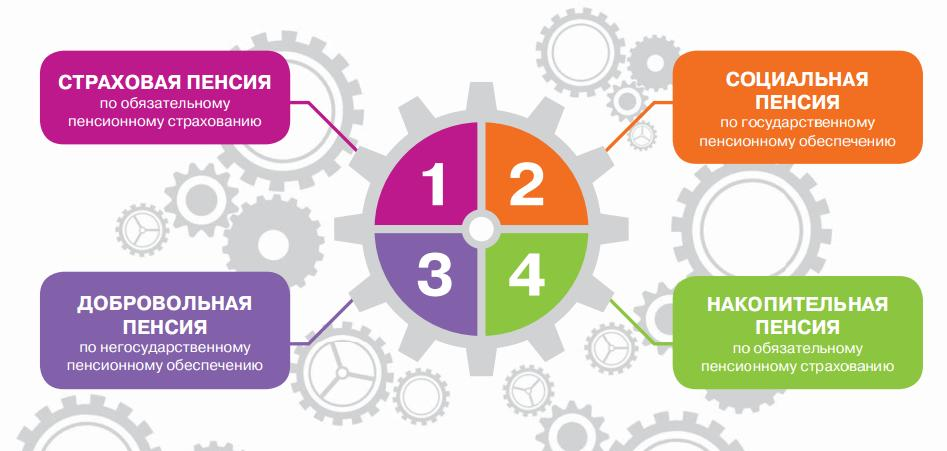 СТРАХОВАЯ ПЕНСИЯ
по обязательному
пенсионному страхованию
СОЦИАЛЬНАЯ
ПЕНСИЯ
по государственному
пенсионному обеспечению
1
2
3
4
ДОБРОВОЛЬНАЯ
ПЕНСИЯ
по негосударственному
пенсионному обеспечению
НАКОПИТЕЛЬНАЯ
ПЕНСИЯ
по обязательному
пенсионному страхованию